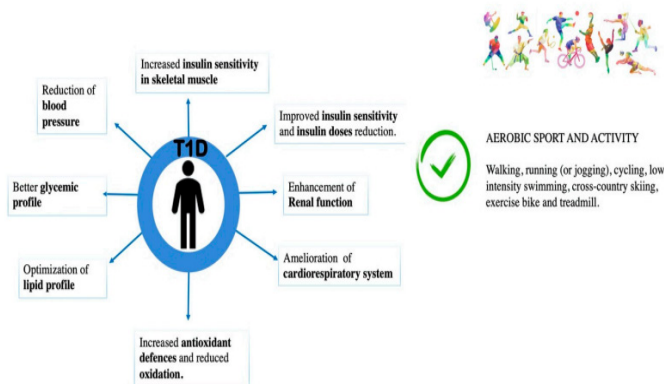 Increased insulin sensitivity
in skeletal muscle
Reduction of
blood
pressure
Improved insulin sensitivity
and insulin doses reduction.
T1D
Better glycemic
profile
Enhancement of
Renal function
Optimization of
lipid profile
Amelioration of
cardiorespiratory system
Increased antioxidant
defences and reduced
oxidation.
AEROBIC SPORT AND ACTIVITY
Walking, running (or jogging), cycling, low
intensity swimming, cross-country skiing,
exercise bike and treadmill.